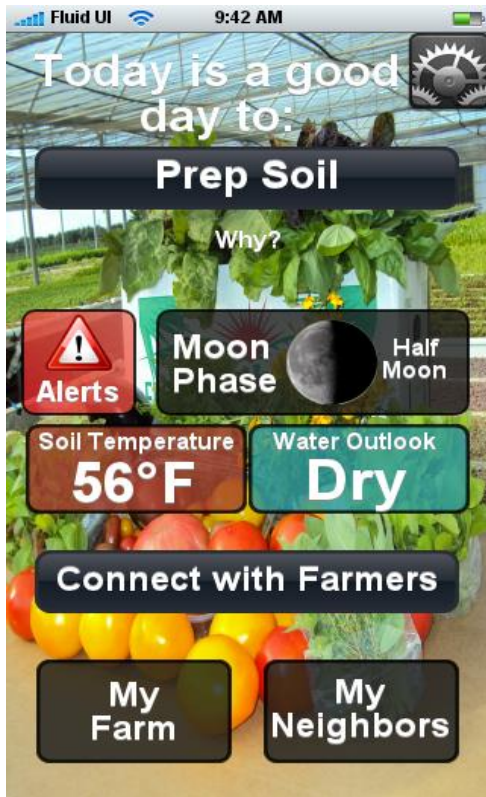 Fluid UI 9:42 AM
Today is a good
day to:
Prep Soil
Why?
Alerts
Moon
Phase
Half
Moon
Soil Temperature
56°F
Water Outlook
Dry
Connect with Farmers
My
Farm
My
Neighbors